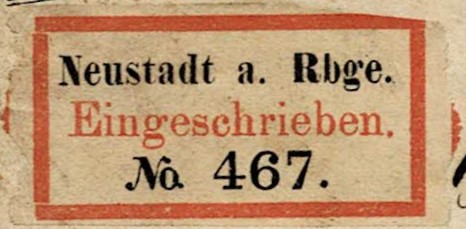 Neustadt a. Rbge.
Eingeschrieben.
No. 467.